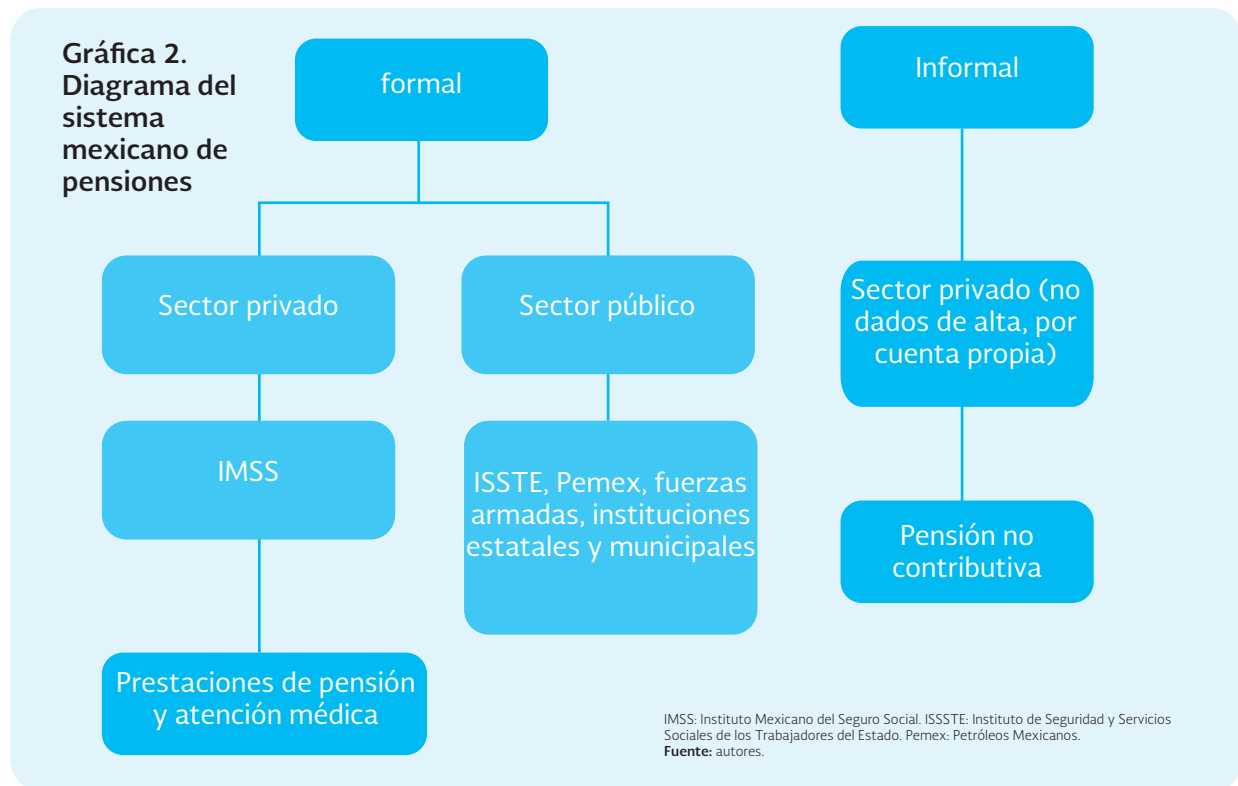 Gráfica 2.
Diagrama del
sistema
mexicano de
pensiones
formal
Informal
Sector privado
Sector público
Sector privado (no
dados de alta, por
cuenta propia)
IMSS
ISSTE, Pemex, fuerzas
armadas, instituciones
estatales y municipales
Pensión no
contributiva
Prestaciones de pensión
y atención médica
IMSS: Instituto Mexicano del Seguro Social. ISSSTE: Instituto de Seguridad y Servicios
Sociales de los Trabajadores del Estado. Pemex: Petróleos Mexicanos.
Fuente: autores.